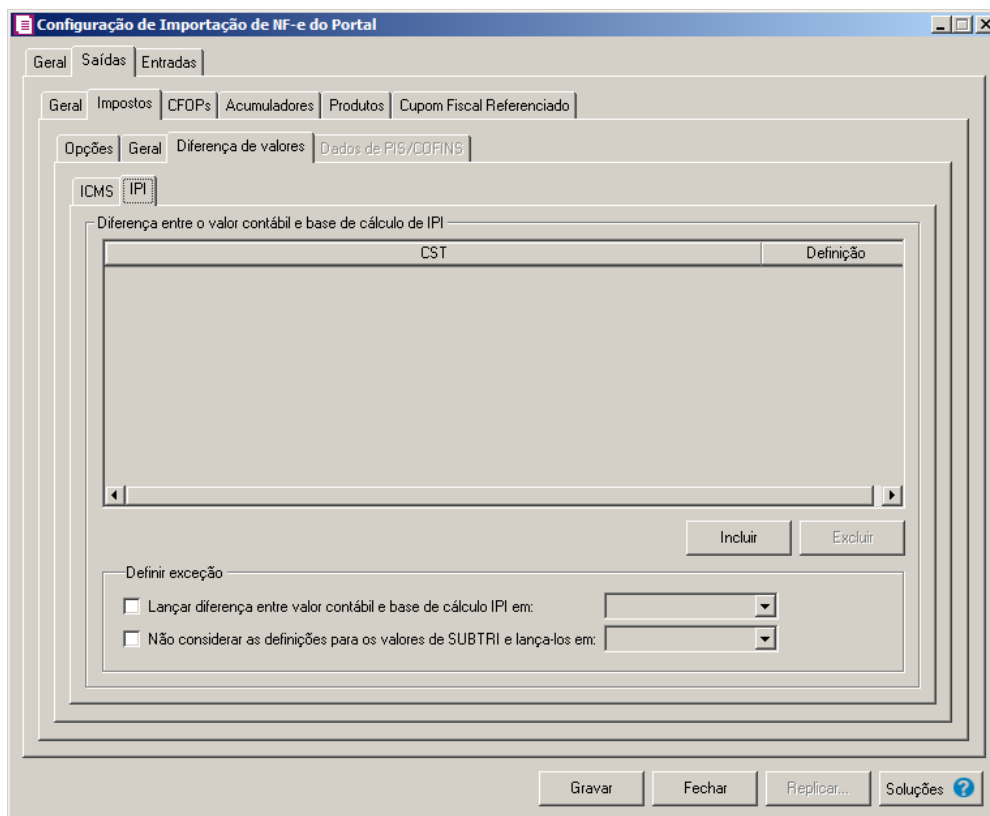 Configuração de Importação de NF-e do Portal
Geral Saídas Entradas
Geral Impostos CFOPs Acumuladores Produtos Cupom Fiscal Referenciado
Opções Geral Diferença de valores Dados de PIS/COFINS
ICMS IPI
Diferença entre o valor contábil e base de cálculo de IPI
CST Definição
Incluir Excluir
Definir exceção
Lançar diferença entre valor contábil e base de cálculo IPI em:
Não considerar as definições para os valores de SUBTRI e lança-los em:
Gravar Fechar Replicar... Soluções ?